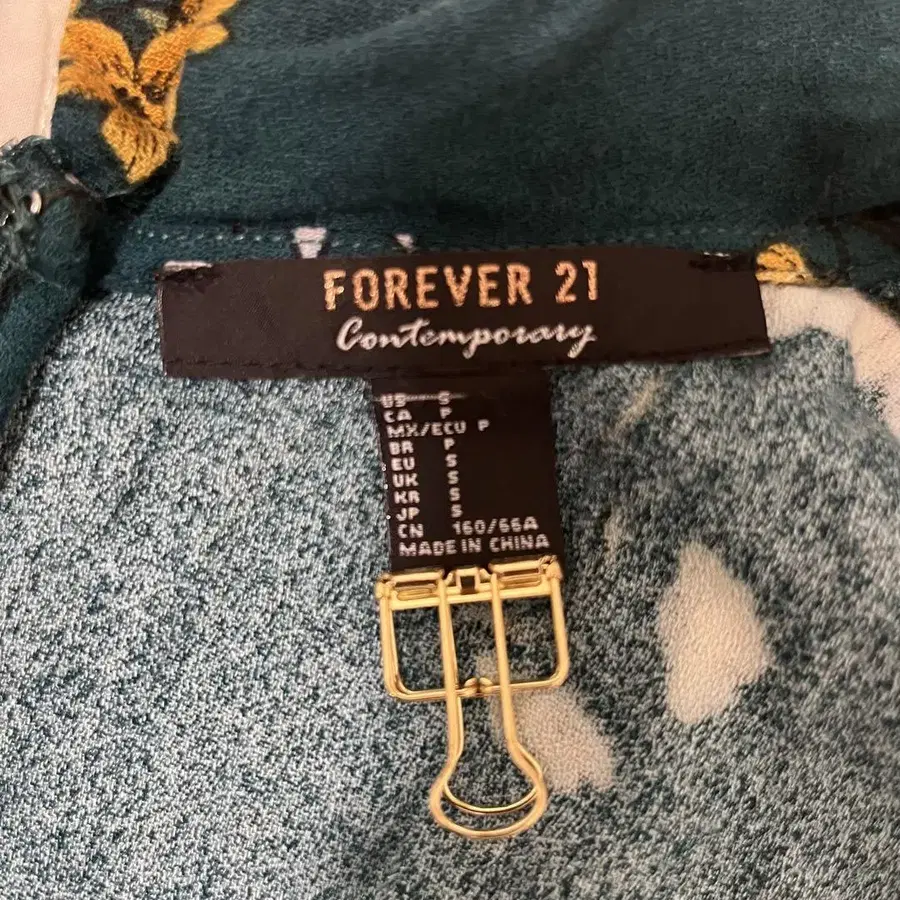 FOREVER 21
Contemporary
US S
CA P
MX/ECU P
BR P
EU S
UK S
KR S
JP S
CN 160/66A
MADE IN CHINA